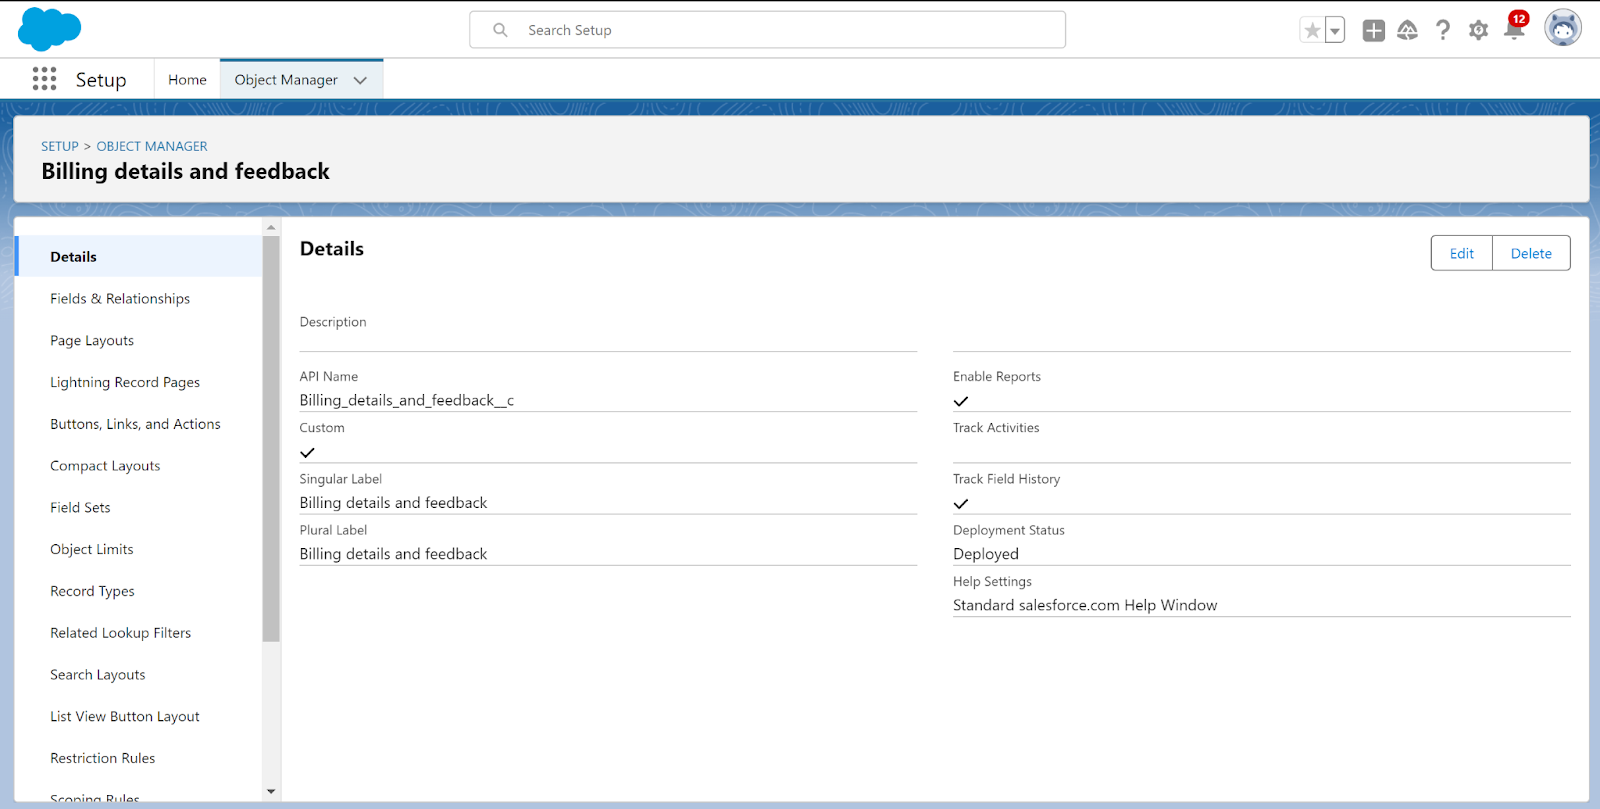 Search Setup
12
Setup
Home
Object Manager
SETUP > OBJECT MANAGER
Billing details and feedback
Details
Fields & Relationships
Page Layouts
Lightning Record Pages
Buttons, Links, and Actions
Compact Layouts
Field Sets
Object Limits
Record Types
Related Lookup Filters
Search Layouts
List View Button Layout
Restriction Rules
Scoping Rules
Details
Edit
Delete
Description
API Name
Billing_details_and_feedback__c
Custom
Singular Label
Billing details and feedback
Plural Label
Billing details and feedback
Enable Reports
Track Activities
Track Field History
Deployment Status
Deployed
Help Settings
Standard salesforce.com Help Window